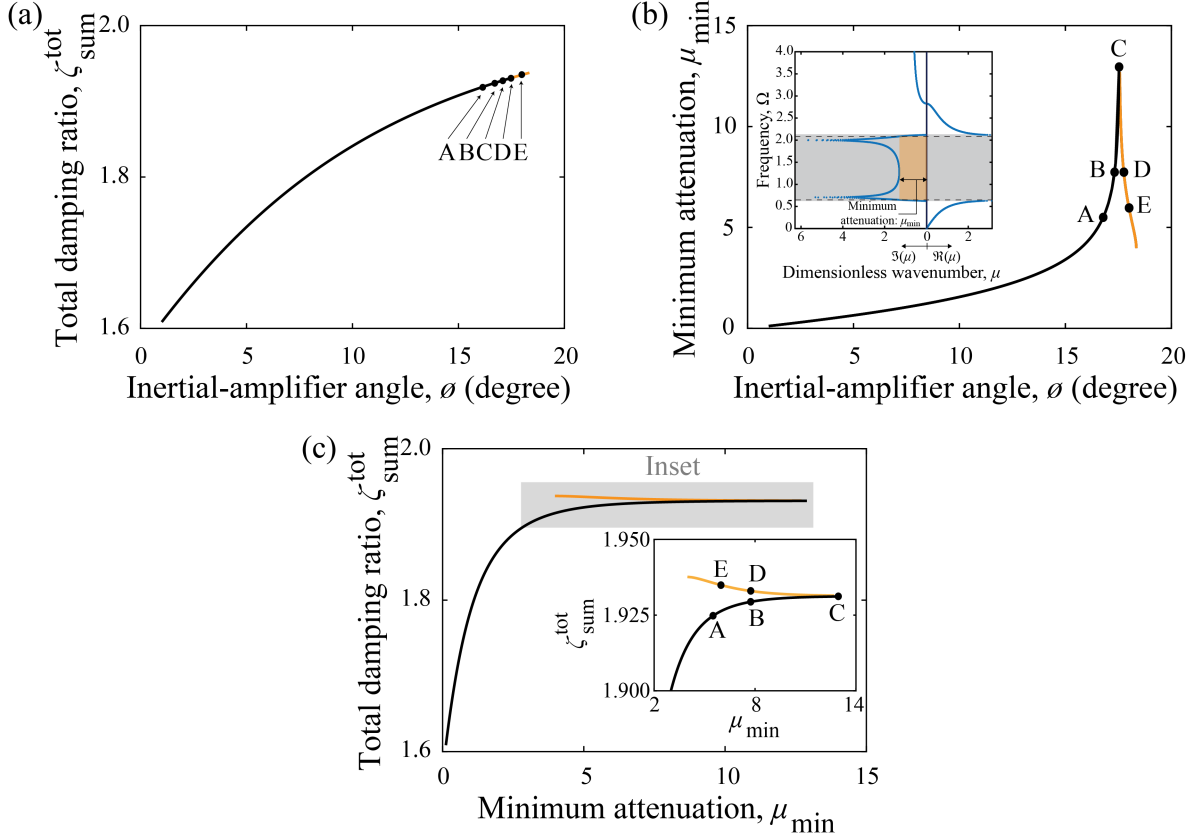 (a)
Total damping ratio, ζ^tot_sum
2.0
1.8
1.6
A B C D E
0 5 10 15 20
Inertial-amplifier angle, ø (degree)
(b)
Minimum attenuation, μ_min
15
10
5
0
C
B D
A E
4.0
3.5
3.0
2.5
2.0
1.5
1.0
0.5
0
Frequency, Ω
Minimum
attenuation: μ_min
6 4 2 0 2
ℑ(μ) ℜ(μ)
Dimensionless wavenumber, μ
0 5 10 15 20
Inertial-amplifier angle, ø (degree)
(c)
Total damping ratio, ζ^tot_sum
2.0
1.8
1.6
Inset
1.950
1.925
1.900
ζ^tot_sum
E D
A B C
2 8 14
μ_min
0 5 10 15
Minimum attenuation, μ_min